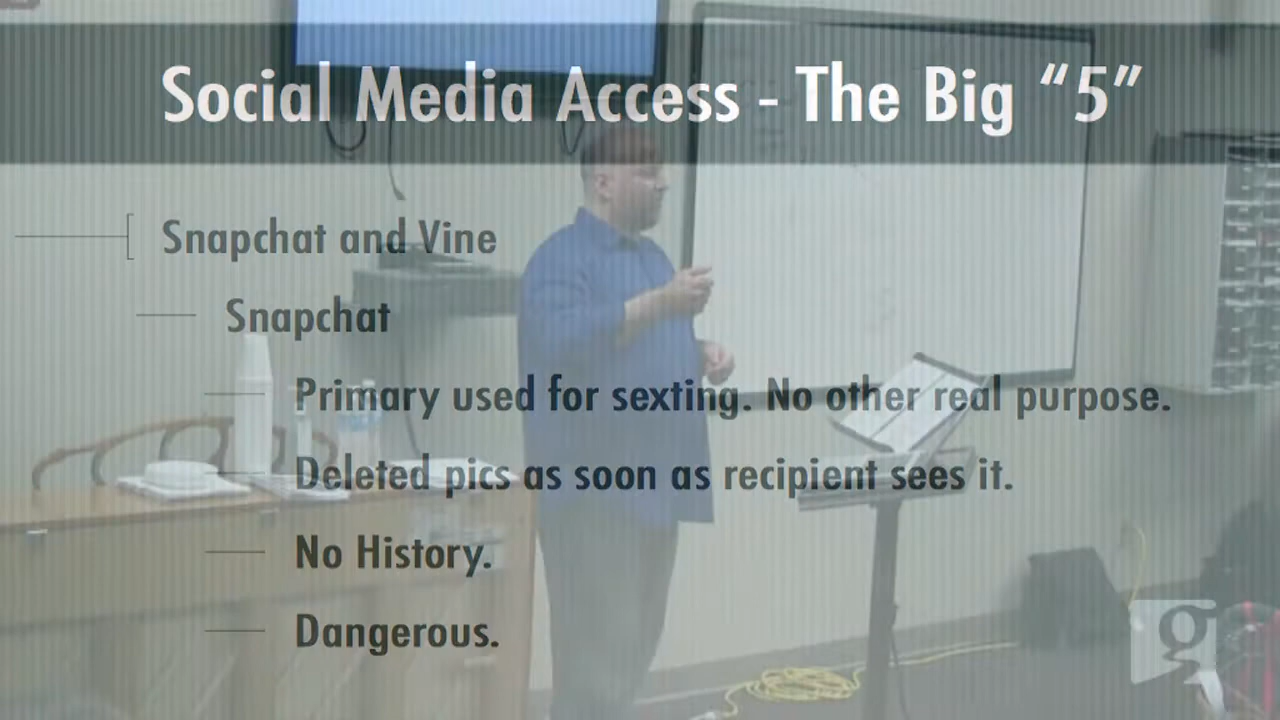 Social Media Access - The Big “5”
Snapchat and Vine
Snapchat
Primary used for sexting. No other real purpose.
Deleted pics as soon as recipient sees it.
No History.
Dangerous.
g